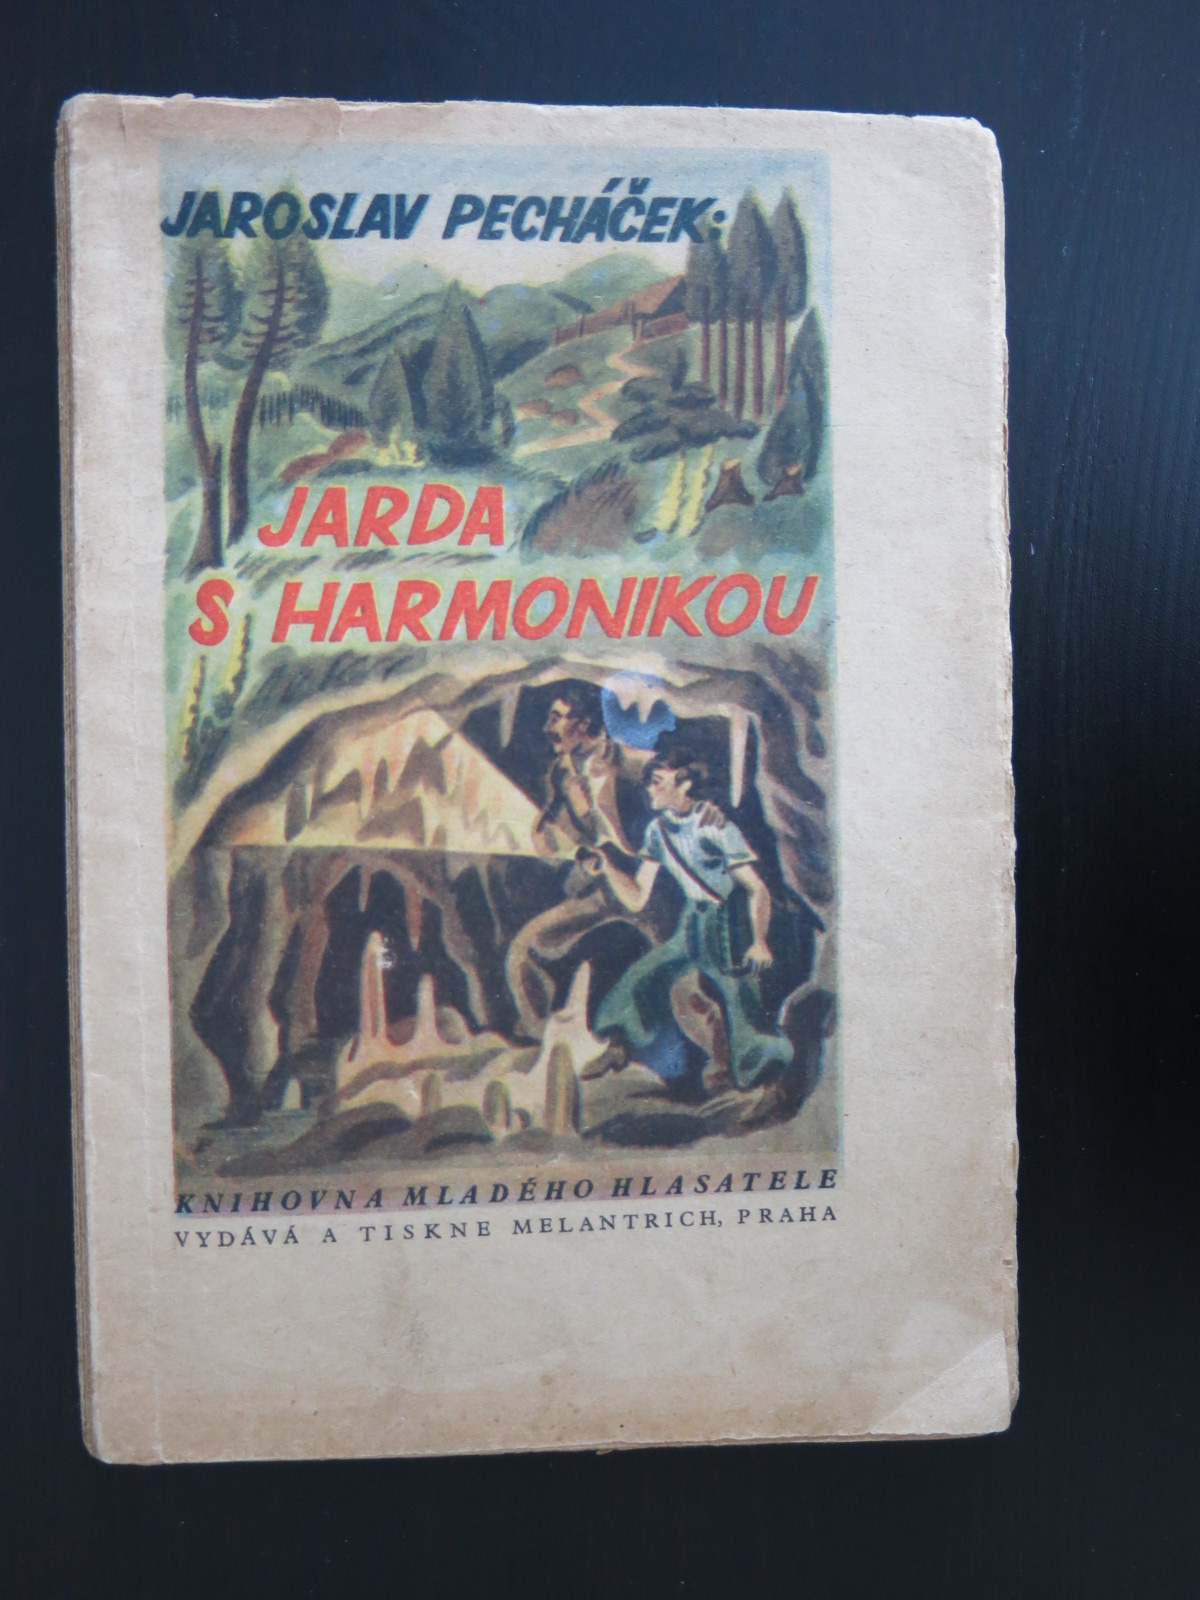 JAROSLAV PECHÁČEK:
JARDA
S HARMONIKOU
KNIHOVNA MLADÉHO HLASATELE
VYDÁVÁ A TISKNE MELANTRICH, PRAHA